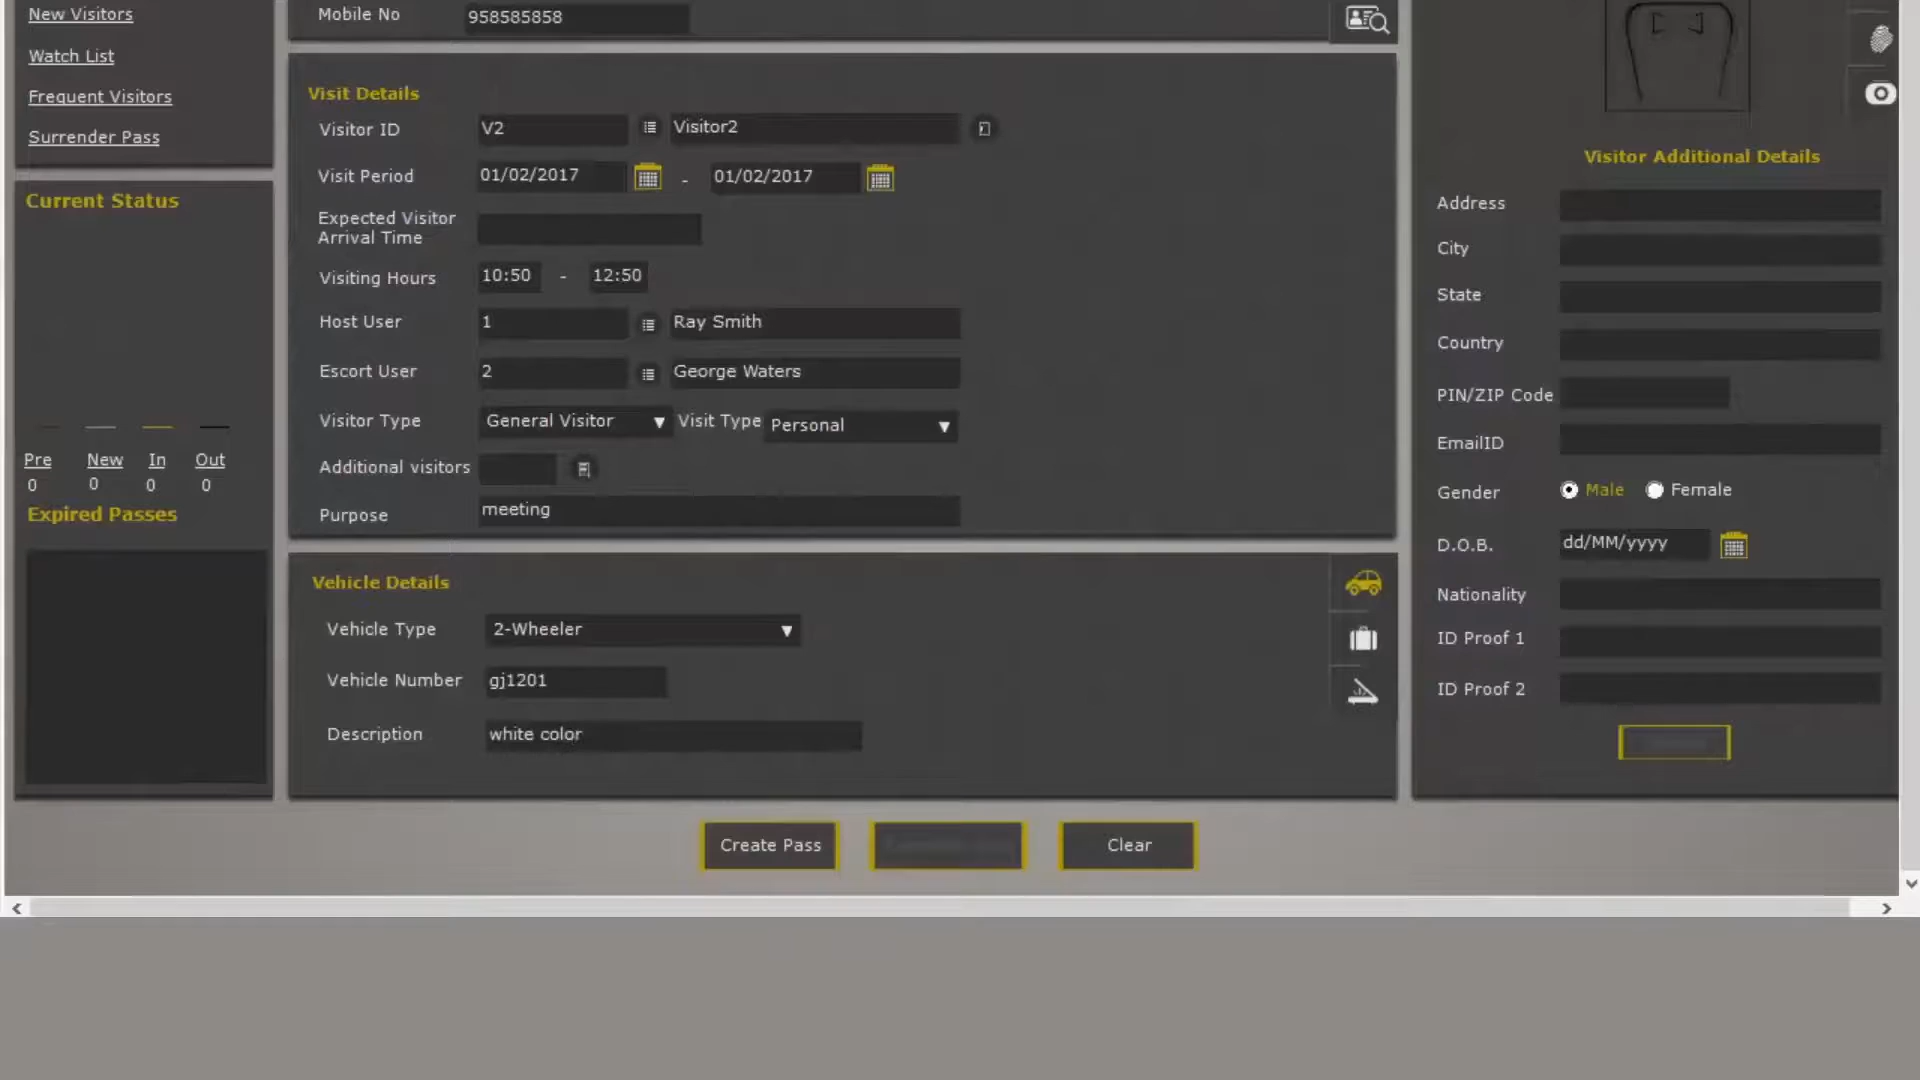 New Visitors
Watch List
Frequent Visitors
Surrender Pass
Current Status
Pre New In Out
0 0 0 0
Expired Passes
Mobile No 958585858
Visit Details
Visitor ID V2 Visitor2
Visit Period 01/02/2017 - 01/02/2017
Expected Visitor
Arrival Time
Visiting Hours 10:50 - 12:50
Host User 1 Ray Smith
Escort User 2 George Waters
Visitor Type General Visitor Visit Type Personal
Additional visitors
Purpose meeting
Vehicle Details
Vehicle Type 2-Wheeler
Vehicle Number gj1201
Description white color
Create Pass Clear
Visitor Additional Details
Address
City
State
Country
PIN/ZIP Code
EmailID
Gender Male Female
D.O.B. dd/MM/yyyy
Nationality
ID Proof 1
ID Proof 2